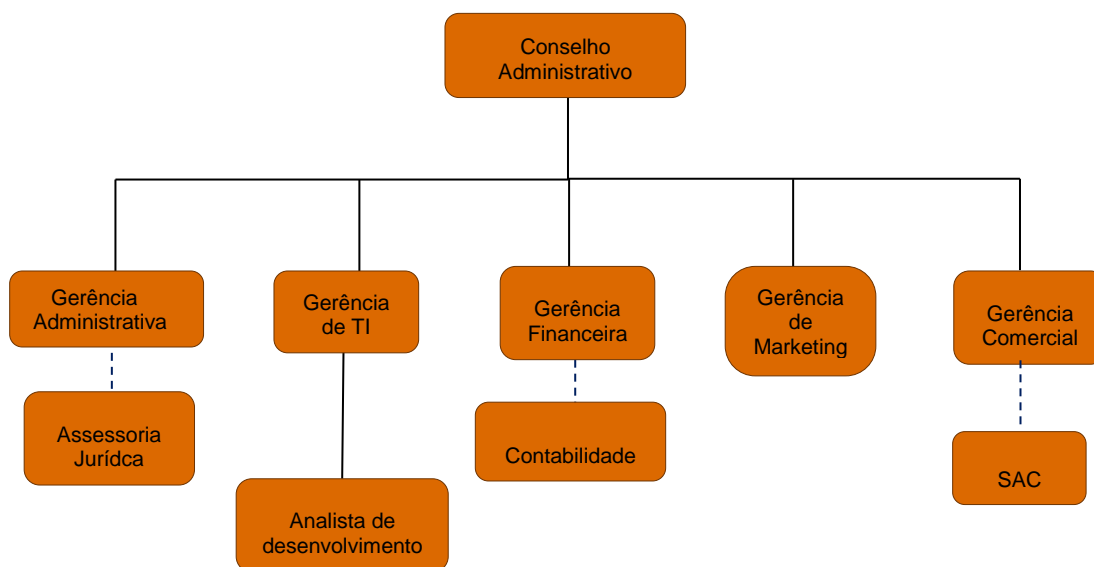 Conselho
Administrativo
Gerência
Administrativa
Gerência
de TI
Gerência
Financeira
Gerência
de
Marketing
Gerência
Comercial
Assessoria
Jurídca
Contabilidade
SAC
Analista de
desenvolvimento